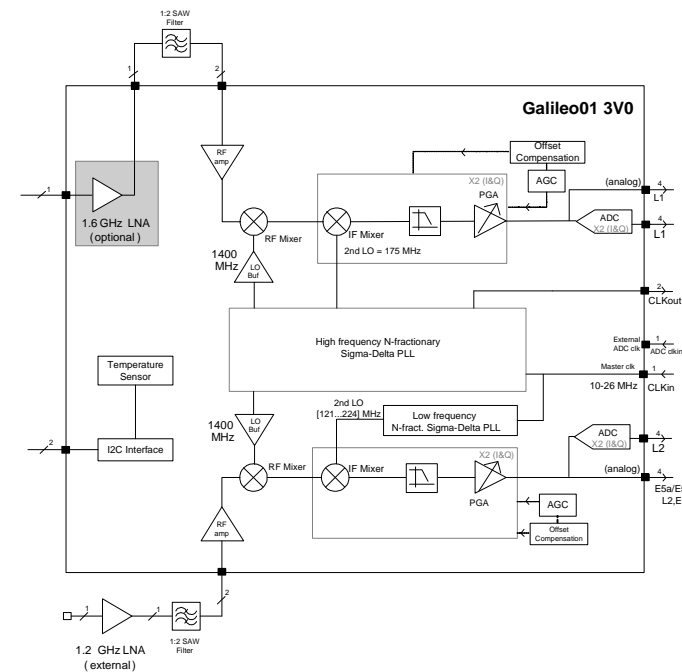 1:2 SAW
Filter
1
2
Galileo01 3V0
RF
amp
Offset
Compensation
X2 (I&Q)
AGC
(analog)
4
L1
1
PGA
ADC
X2 (I&Q)
4
L1
1.6 GHz LNA
(optional)
RF Mixer
IF Mixer
1400
MHz
LO
Buf
2nd LO = 175 MHz
2
CLKout
High frequency N-fractionary
Sigma-Delta PLL
External
ADC clk
1
ADC clkin
Temperature
Sensor
Master clk
10-26 MHz
1
CLKin
2nd LO
[121...224] MHz
Low frequency
N-fract. Sigma-Delta PLL
1400
MHz
LO
Buf
2
I2C Interface
ADC
X2 (I&Q)
4
L2
X2 (I&Q)
RF Mixer
IF Mixer
(analog)
4
E5a/E
L2,E
PGA
AGC
RF
amp
Offset
Compensation
2
1
1
1:2 SAW
Filter
1.2 GHz LNA
(external)